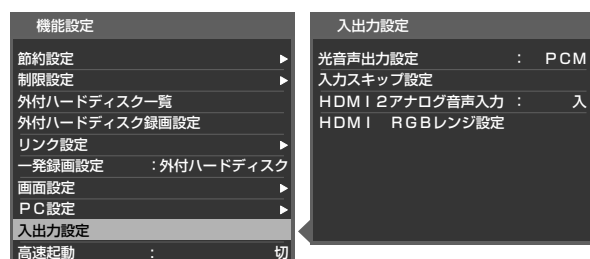 機能設定
節約設定
制限設定
外付ハードディスク一覧
外付ハードディスク録画設定
リンク設定
一発録画設定 :外付ハードディスク
画面設定
PC設定
入出力設定
高速起動 : 切
入出力設定
光音声出力設定 : PCM
入力スキップ設定
HDMI2アナログ音声入力 : 入
HDMI RGBレンジ設定